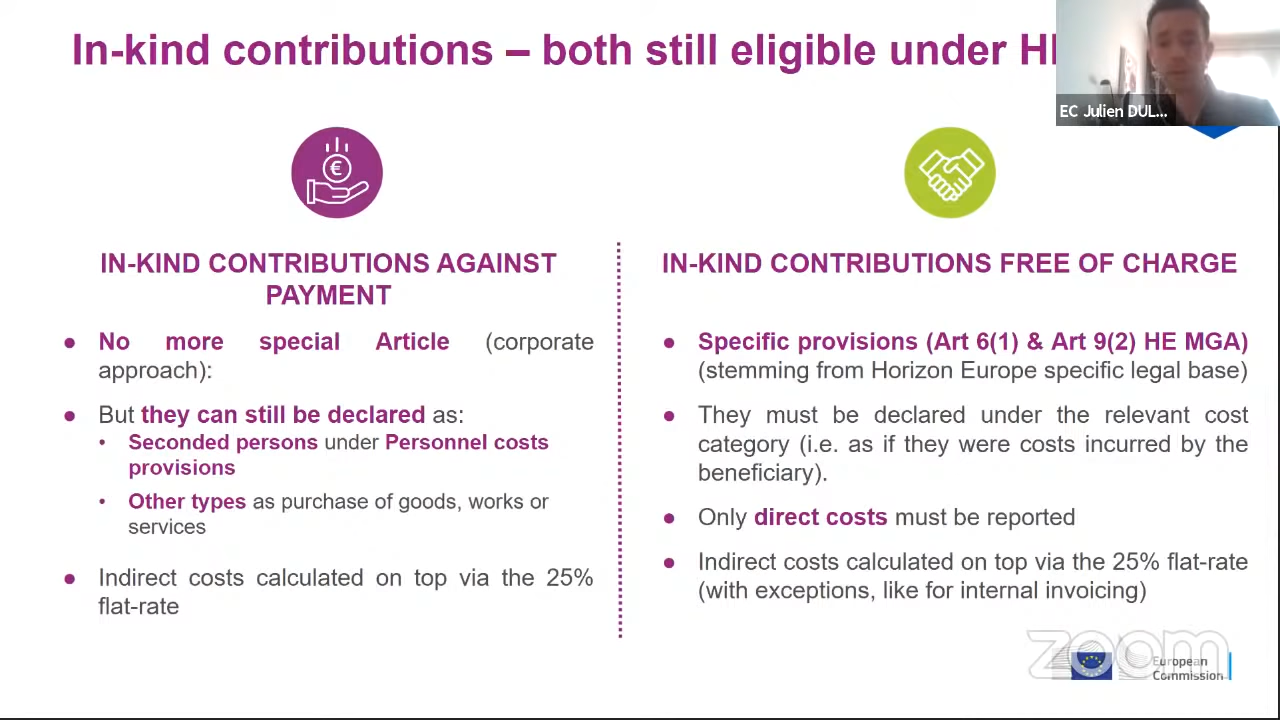 In-kind contributions – both still eligible under H
EC Julien DUL...
€
IN-KIND CONTRIBUTIONS AGAINST
PAYMENT
● No more special Article (corporate
approach):
● But they can still be declared as:
• Seconded persons under Personnel costs
provisions
• Other types as purchase of goods, works or
services
● Indirect costs calculated on top via the 25%
flat-rate
IN-KIND CONTRIBUTIONS FREE OF CHARGE
● Specific provisions (Art 6(1) & Art 9(2) HE MGA)
(stemming from Horizon Europe specific legal base)
● They must be declared under the relevant cost
category (i.e. as if they were costs incurred by the
beneficiary).
● Only direct costs must be reported
● Indirect costs calculated on top via the 25% flat-rate
(with exceptions, like for internal invoicing)
zoom
European
Commission